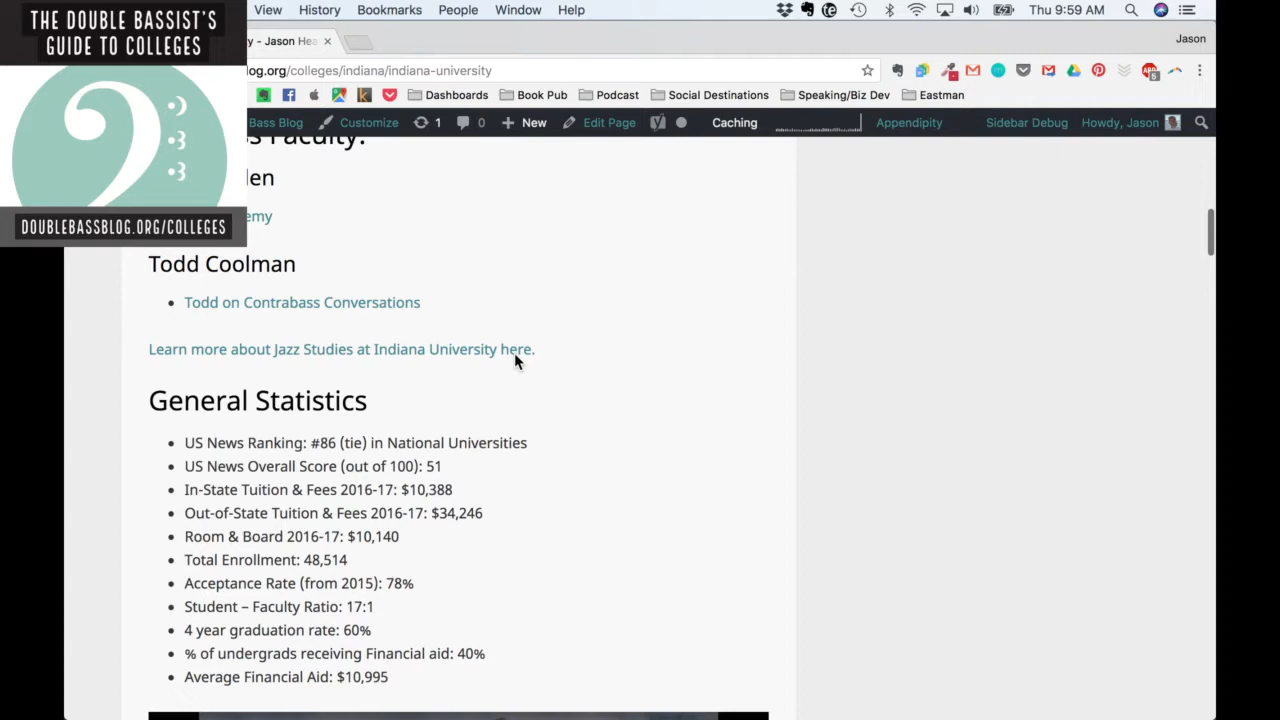 THE DOUBLE BASSIST'S
GUIDE TO COLLEGES
DOUBLEBASSBLOG.ORG/COLLEGES
View History Bookmarks People Window Help Thu 9:59 AM
y - Jason Hea Jason
log.org/colleges/indiana/indiana-university
Dashboards Book Pub Podcast Social Destinations Speaking/Biz Dev Eastman
Bass Blog Customize 1 0 New Edit Page Caching Appendipity Sidebar Debug Howdy, Jason
s Faculty:
len
emy
Todd Coolman
Todd on Contrabass Conversations
Learn more about Jazz Studies at Indiana University here.
General Statistics
US News Ranking: #86 (tie) in National Universities
US News Overall Score (out of 100): 51
In-State Tuition & Fees 2016-17: $10,388
Out-of-State Tuition & Fees 2016-17: $34,246
Room & Board 2016-17: $10,140
Total Enrollment: 48,514
Acceptance Rate (from 2015): 78%
Student – Faculty Ratio: 17:1
4 year graduation rate: 60%
% of undergrads receiving Financial aid: 40%
Average Financial Aid: $10,995